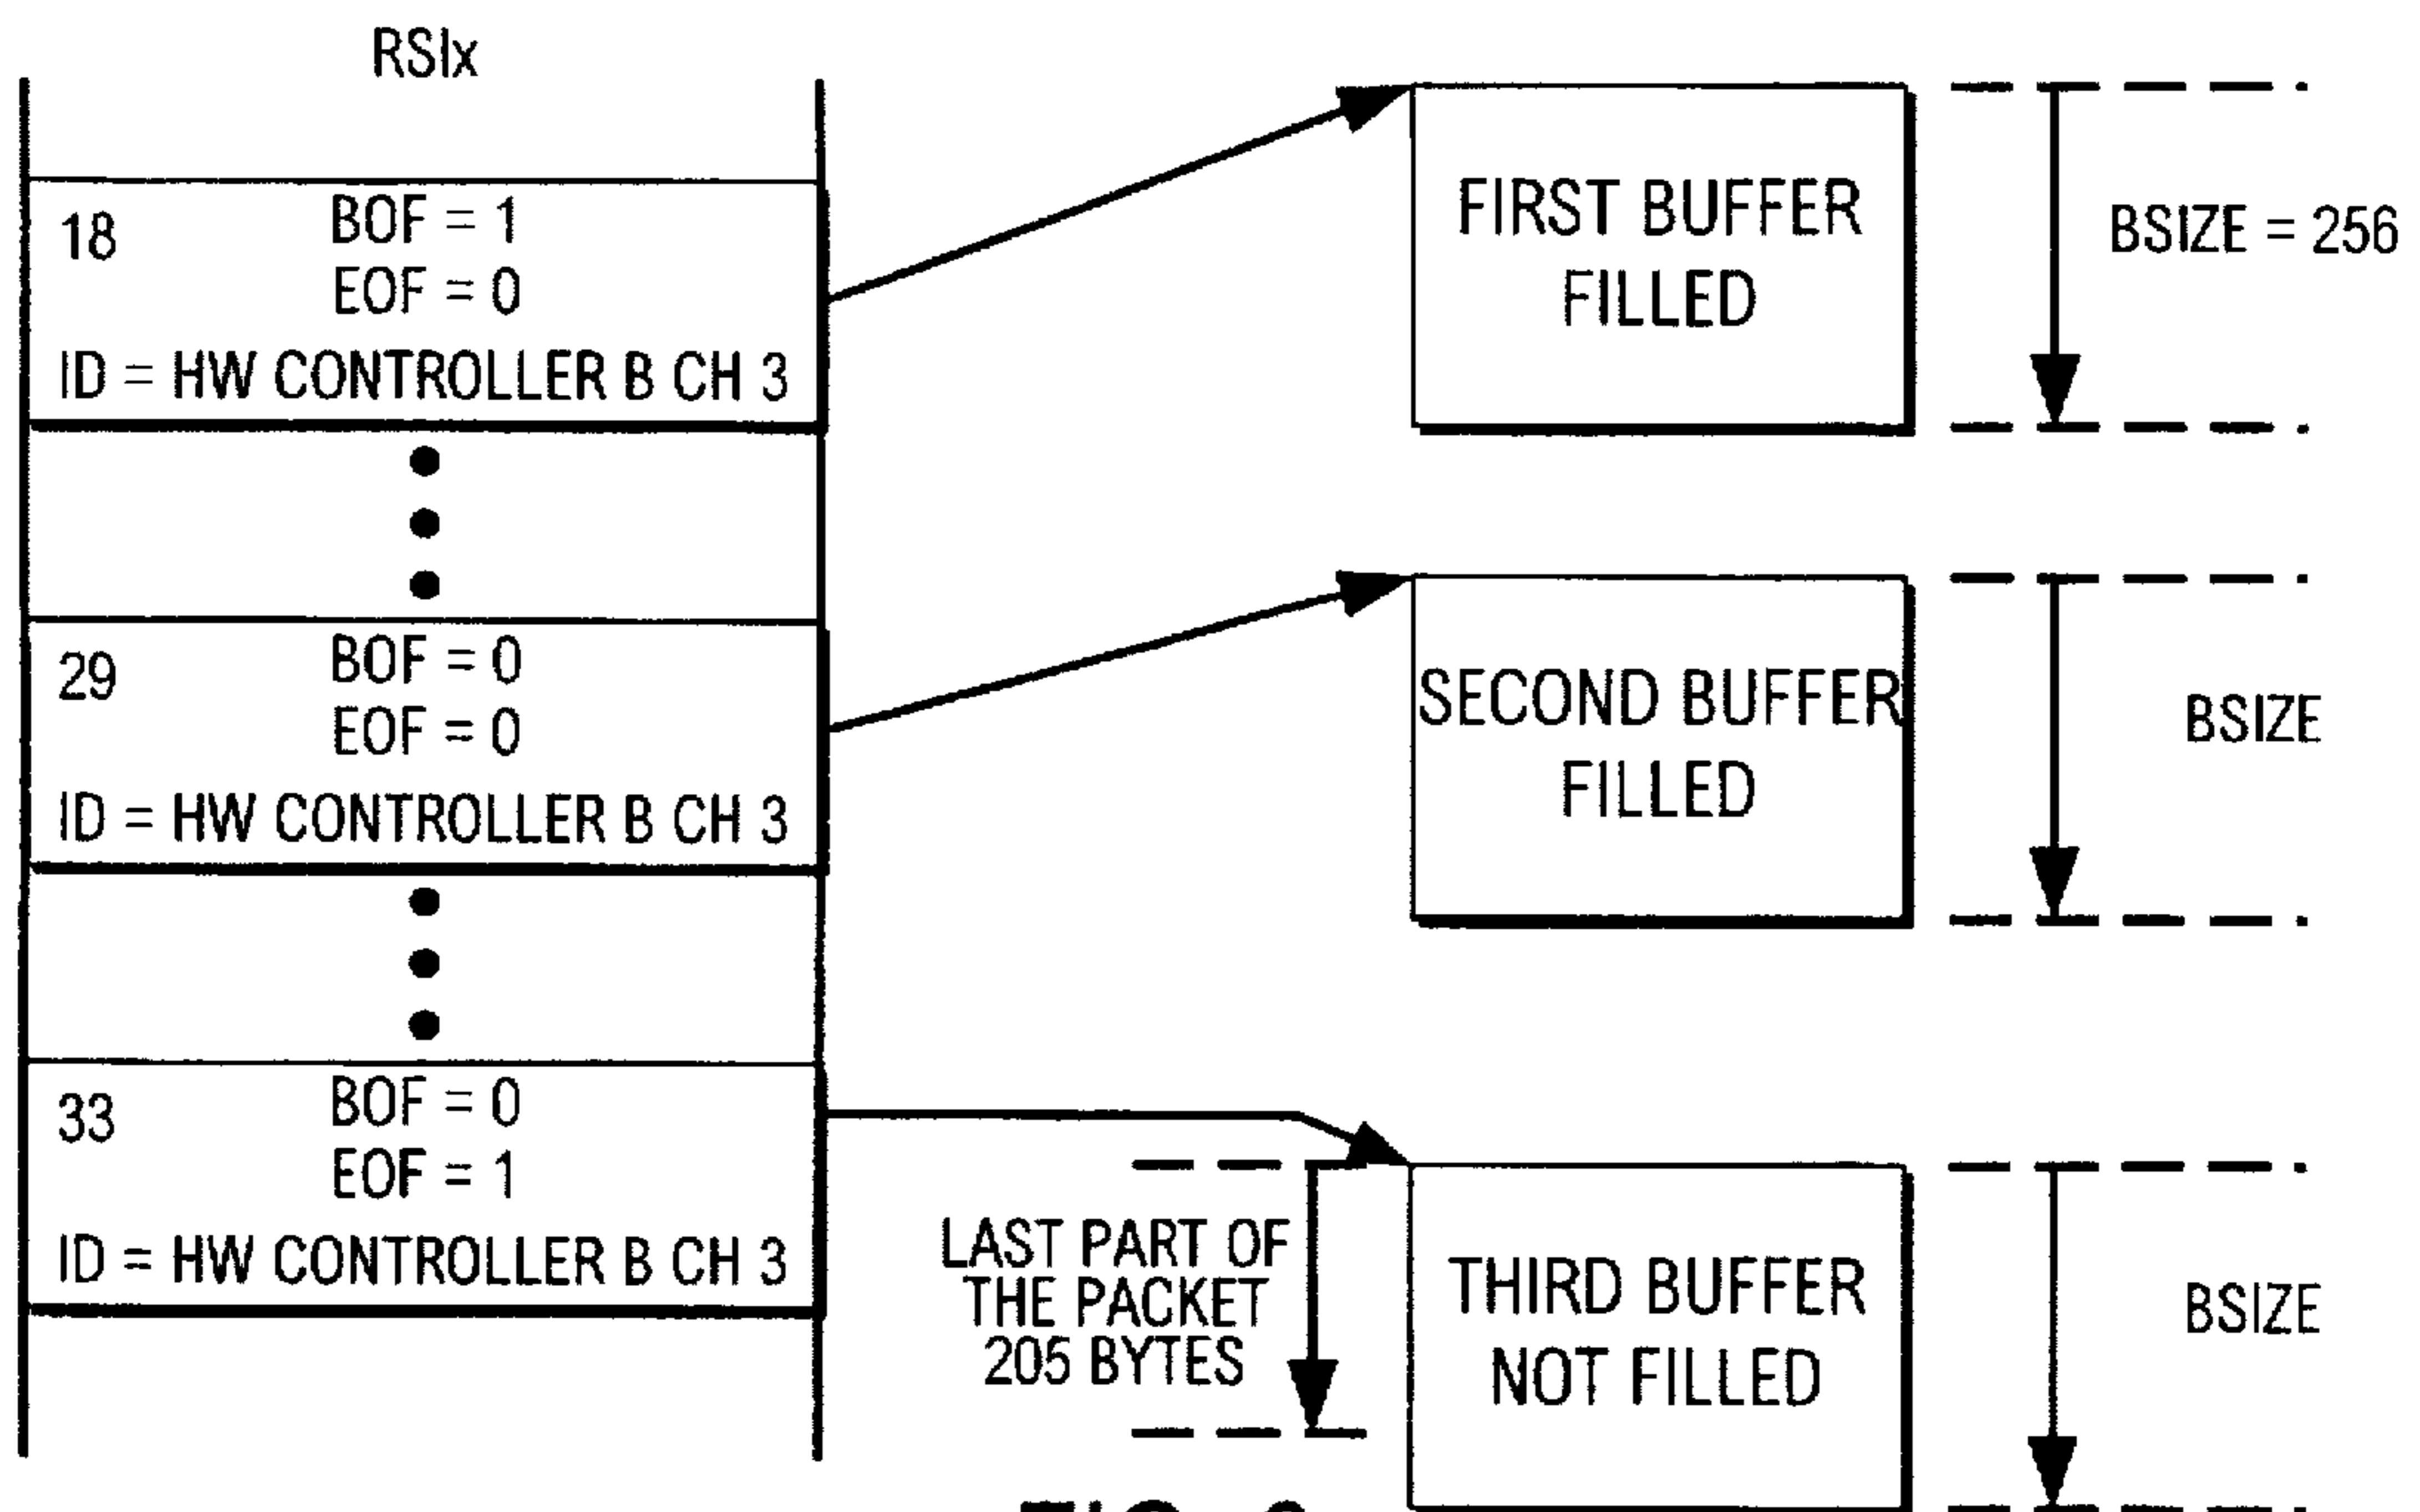 RSIx
18
BOF = 1
EOF = 0
ID = HW CONTROLLER B CH 3
FIRST BUFFER
FILLED
BSIZE = 256
29
BOF = 0
EOF = 0
ID = HW CONTROLLER B CH 3
SECOND BUFFER
FILLED
BSIZE
33
BOF = 0
EOF = 1
ID = HW CONTROLLER B CH 3
LAST PART OF
THE PACKET
205 BYTES
THIRD BUFFER
NOT FILLED
BSIZE